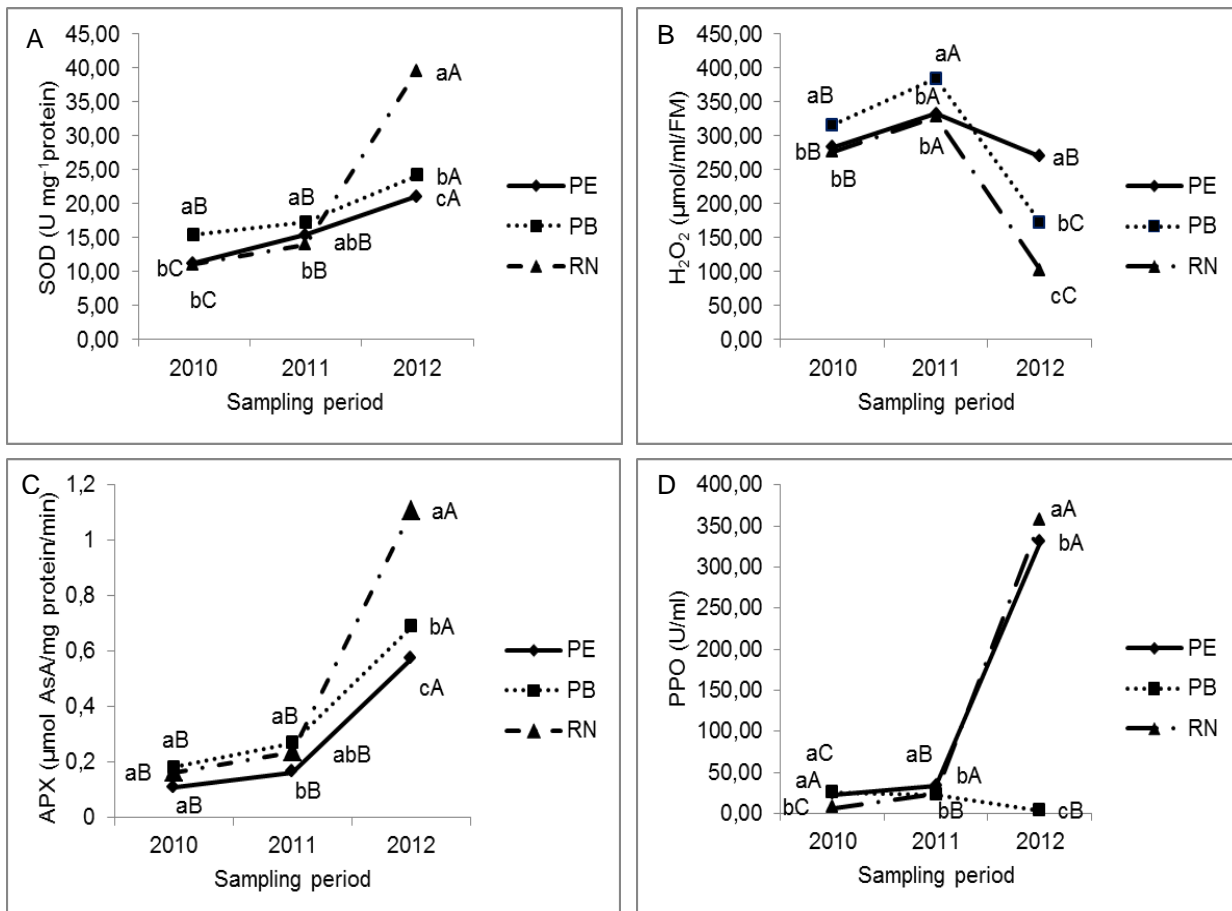 A
SOD (U mg⁻¹protein)
45,00
40,00
35,00
30,00
25,00
20,00
15,00
10,00
5,00
0,00
aB
bC
bC
aB
abB
bB
aA
bA
cA
2010 2011 2012
Sampling period
PE
PB
RN
B
H₂O₂ (µmol/ml/FM)
450,00
400,00
350,00
300,00
250,00
200,00
150,00
100,00
50,00
0,00
aB
bB
bB
aA
bA
bA
aB
bC
cC
2010 2011 2012
Sampling period
PE
PB
RN
C
APX (µmol AsA/mg protein/min)
1,2
1
0,8
0,6
0,4
0,2
0
aB
aB
aB
aB
abB
bB
aA
bA
cA
2010 2011 2012
Sampling period
PE
PB
RN
D
PPO (U/ml)
400,00
350,00
300,00
250,00
200,00
150,00
100,00
50,00
0,00
aC
aA
bC
aB
bA
bB
aA
bA
cB
2010 2011 2012
Sampling period
PE
PB
RN